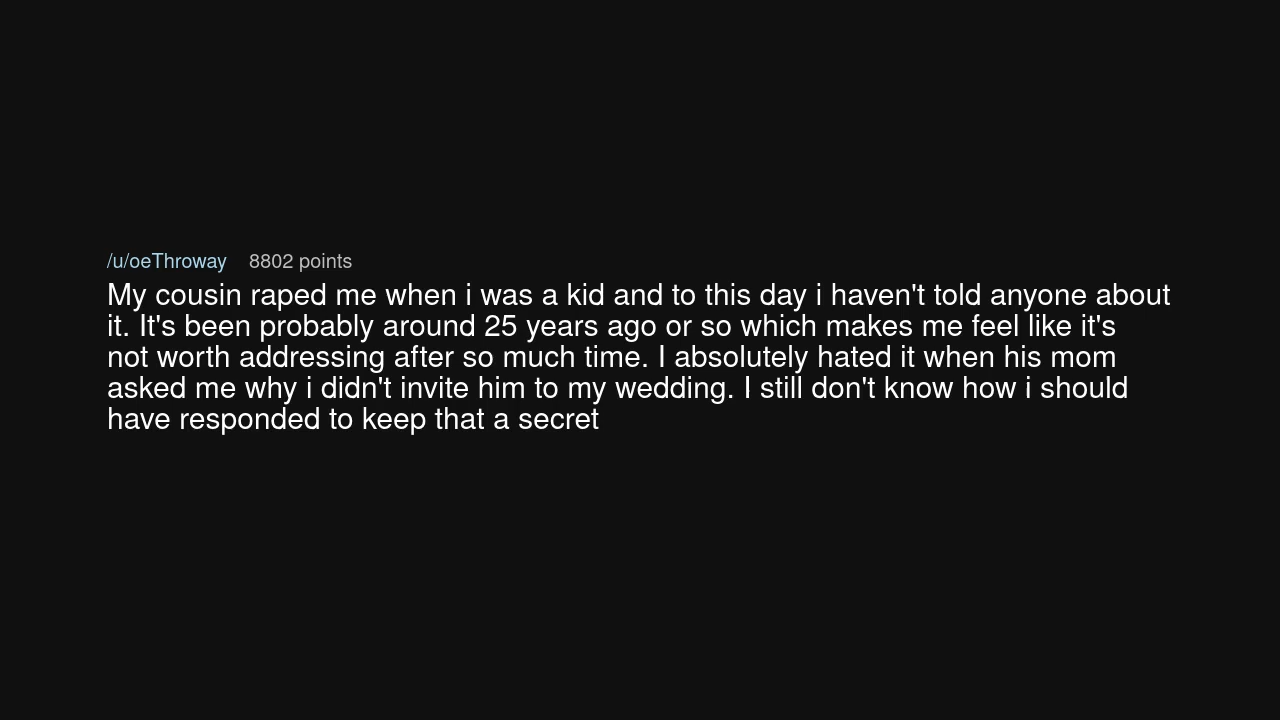 /u/oeThroway 8802 points
My cousin raped me when i was a kid and to this day i haven't told anyone about
it. It's been probably around 25 years ago or so which makes me feel like it's
not worth addressing after so much time. I absolutely hated it when his mom
asked me why i didn't invite him to my wedding. I still don't know how i should
have responded to keep that a secret